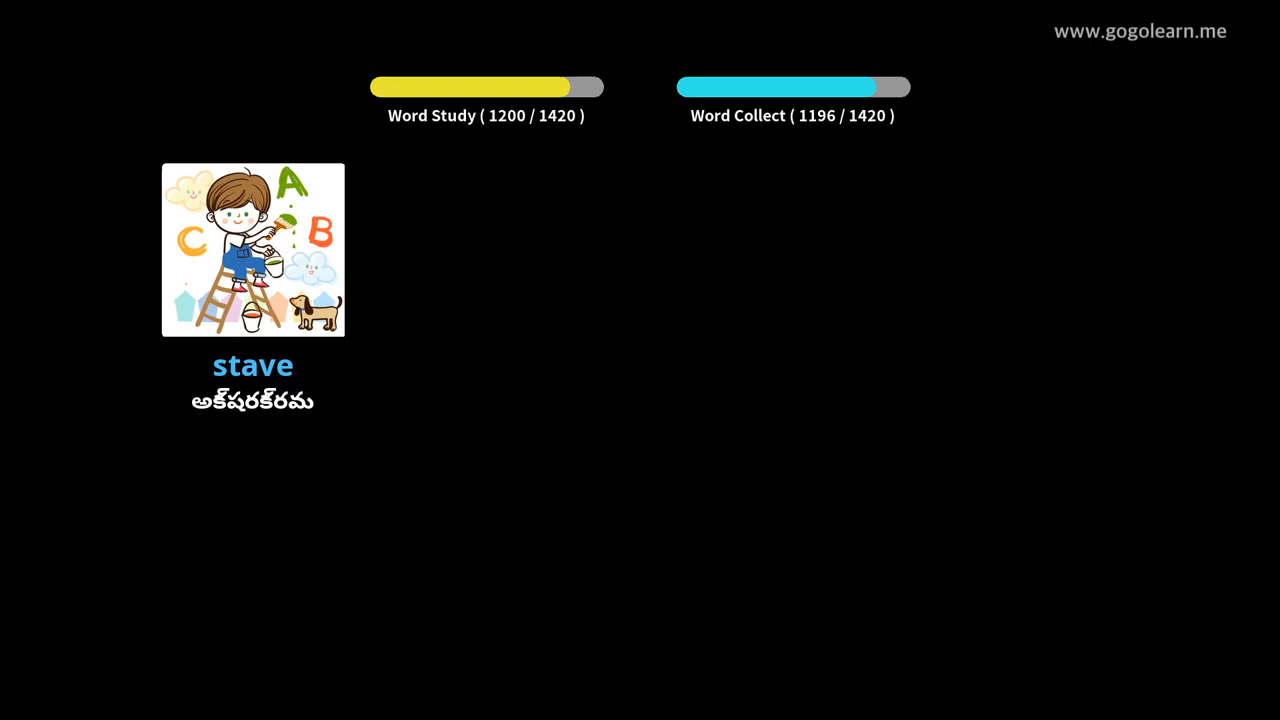 www.gogolearn.me
Word Study ( 1200 / 1420 )
Word Collect ( 1196 / 1420 )
A
B
C
stave
అక్‌షరక్‌రమ